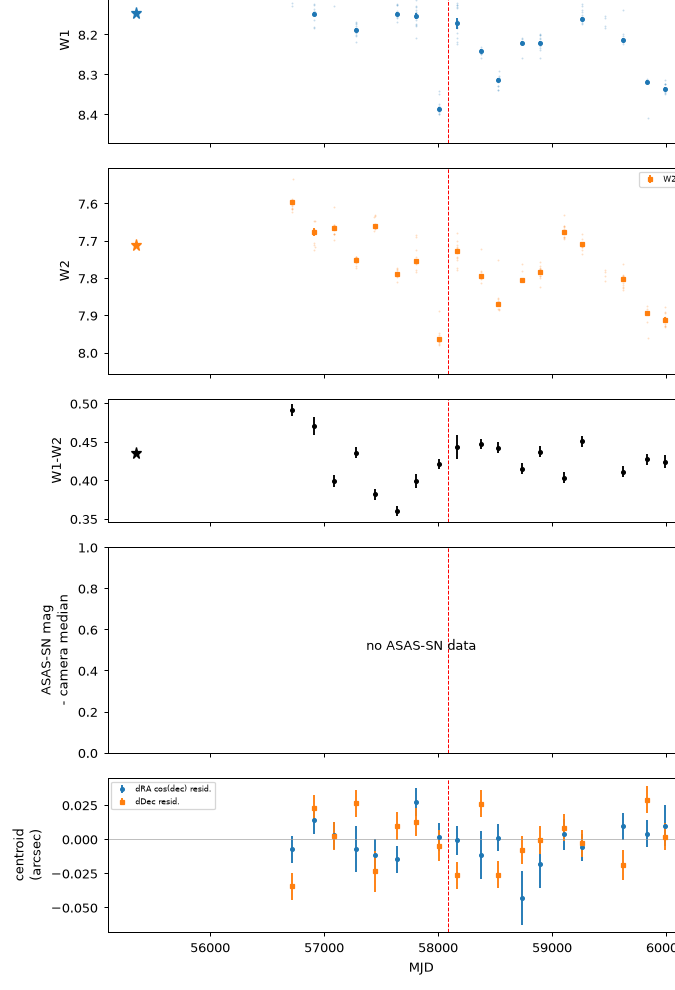 8.2
8.3
8.4
W1
7.6
7.7
7.8
7.9
8.0
W2
W2
0.50
0.45
0.40
0.35
W1-W2
1.0
0.8
0.6
0.4
0.2
0.0
ASAS-SN mag
- camera median
no ASAS-SN data
dRA cos(dec) resid.
dDec resid.
0.025
0.000
−0.025
−0.050
centroid
(arcsec)
56000
57000
58000
59000
6000
MJD